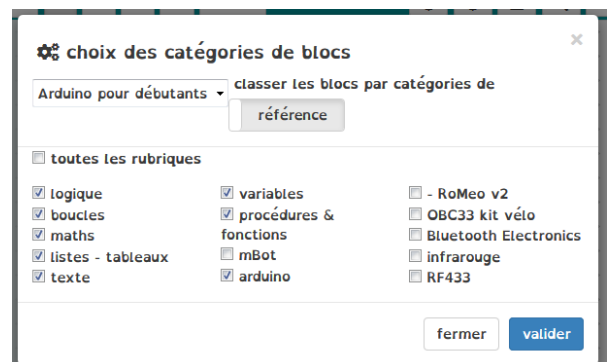 choix des catégories de blocs
×
Arduino pour débutants
classer les blocs par catégories de
référence
toutes les rubriques
logique
boucles
maths
listes - tableaux
texte
variables
procédures &
fonctions
mBot
arduino
- RoMeo v2
OBC33 kit vélo
Bluetooth Electronics
infrarouge
RF433
fermer
valider